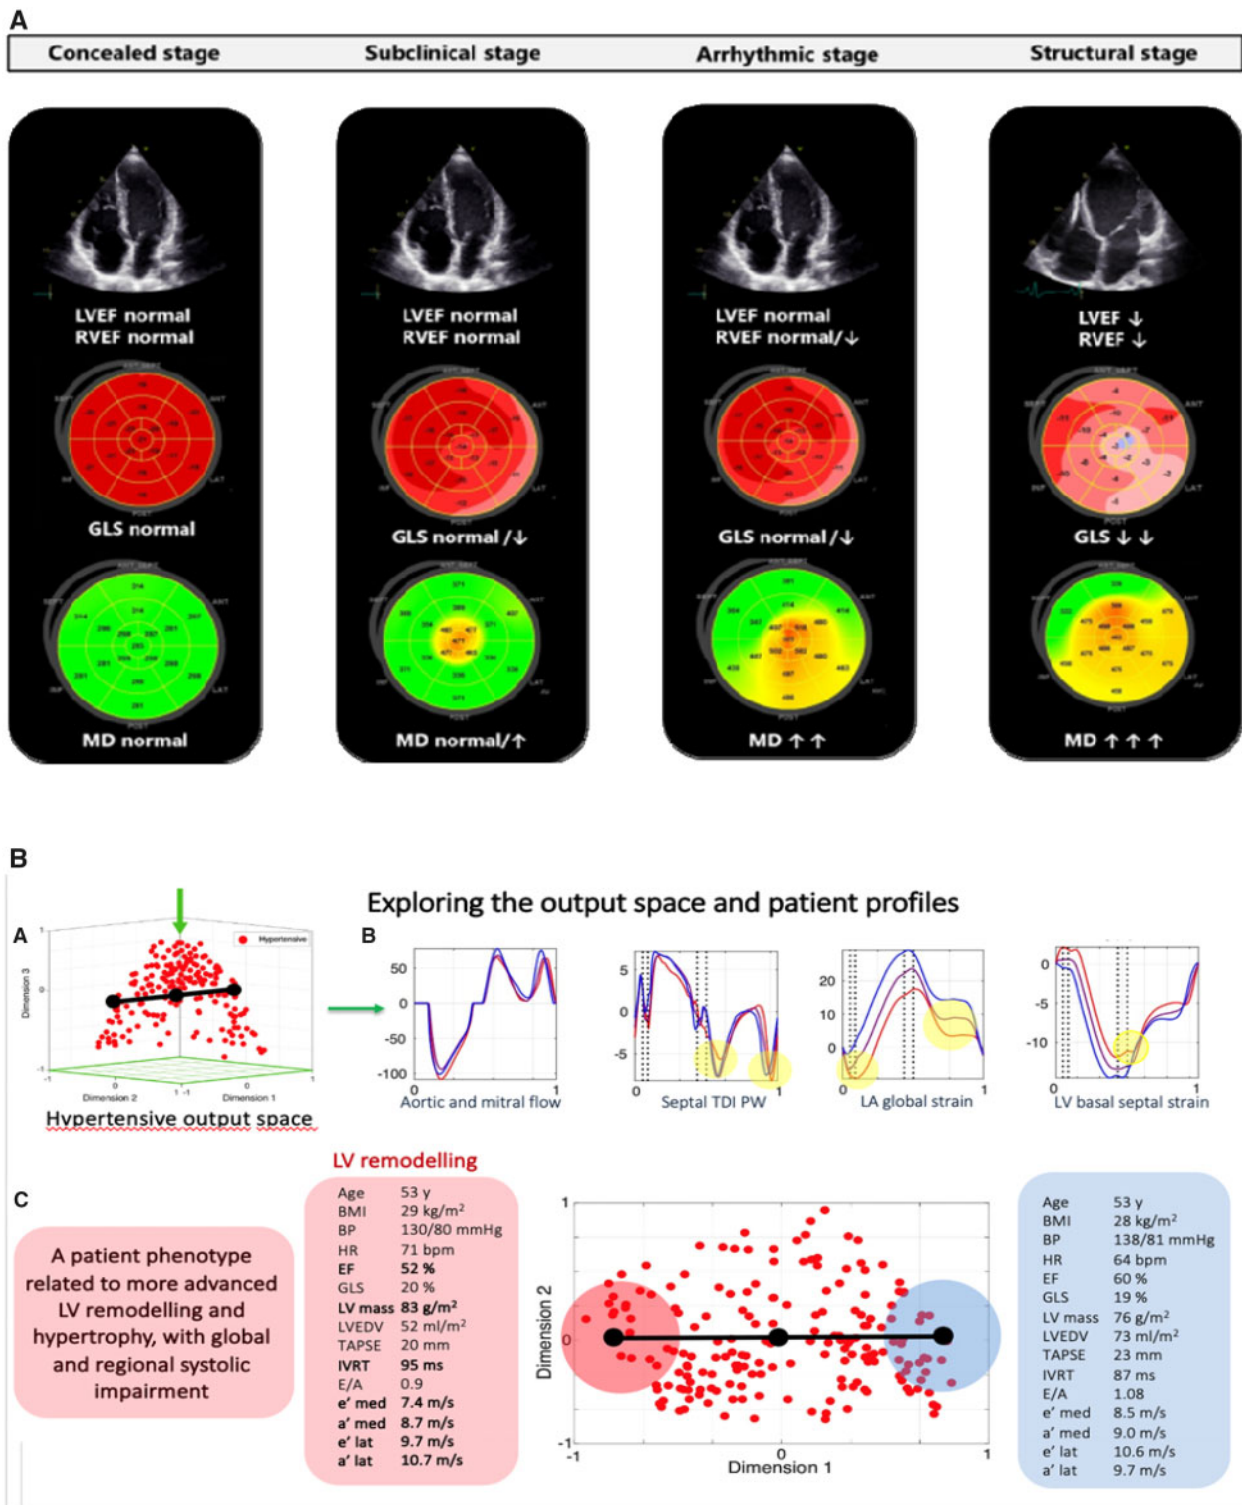 A
Concealed stage
Subclinical stage
Arrhythmic stage
Structural stage
LVEF normal
RVEF normal
GLS normal
MD normal
LVEF normal
RVEF normal
GLS normal /↓
MD normal/↑
LVEF normal
RVEF normal/↓
GLS normal/↓
MD ↑ ↑
LVEF ↓
RVEF ↓
GLS ↓ ↓
MD ↑ ↑ ↑
B
Exploring the output space and patient profiles
A
Hypertensive
1
0
-1
Dimension 3
-1
0
1
-1
0
1
Dimension 2
Dimension 1
Hypertensive output space
B
50
0
-50
-100
0
1
Aortic and mitral flow
5
0
-5
0
1
Septal TDI PW
20
10
0
0
1
LA global strain
0
-5
-10
0
1
LV basal septal strain
C
A patient phenotype
related to more advanced
LV remodelling and
hypertrophy, with global
and regional systolic
impairment
LV remodelling
Age 53 y
BMI 29 kg/m²
BP 130/80 mmHg
HR 71 bpm
EF 52 %
GLS 20 %
LV mass 83 g/m²
LVEDV 52 ml/m²
TAPSE 20 mm
IVRT 95 ms
E/A 0.9
e' med 7.4 m/s
a' med 8.7 m/s
e' lat 9.7 m/s
a' lat 10.7 m/s
1
0
-1
Dimension 2
-1
0
1
Dimension 1
Age 53 y
BMI 28 kg/m²
BP 138/81 mmHg
HR 64 bpm
EF 60 %
GLS 19 %
LV mass 76 g/m²
LVEDV 73 ml/m²
TAPSE 23 mm
IVRT 87 ms
E/A 1.08
e' med 8.5 m/s
a' med 9.0 m/s
e' lat 10.6 m/s
a' lat 9.7 m/s